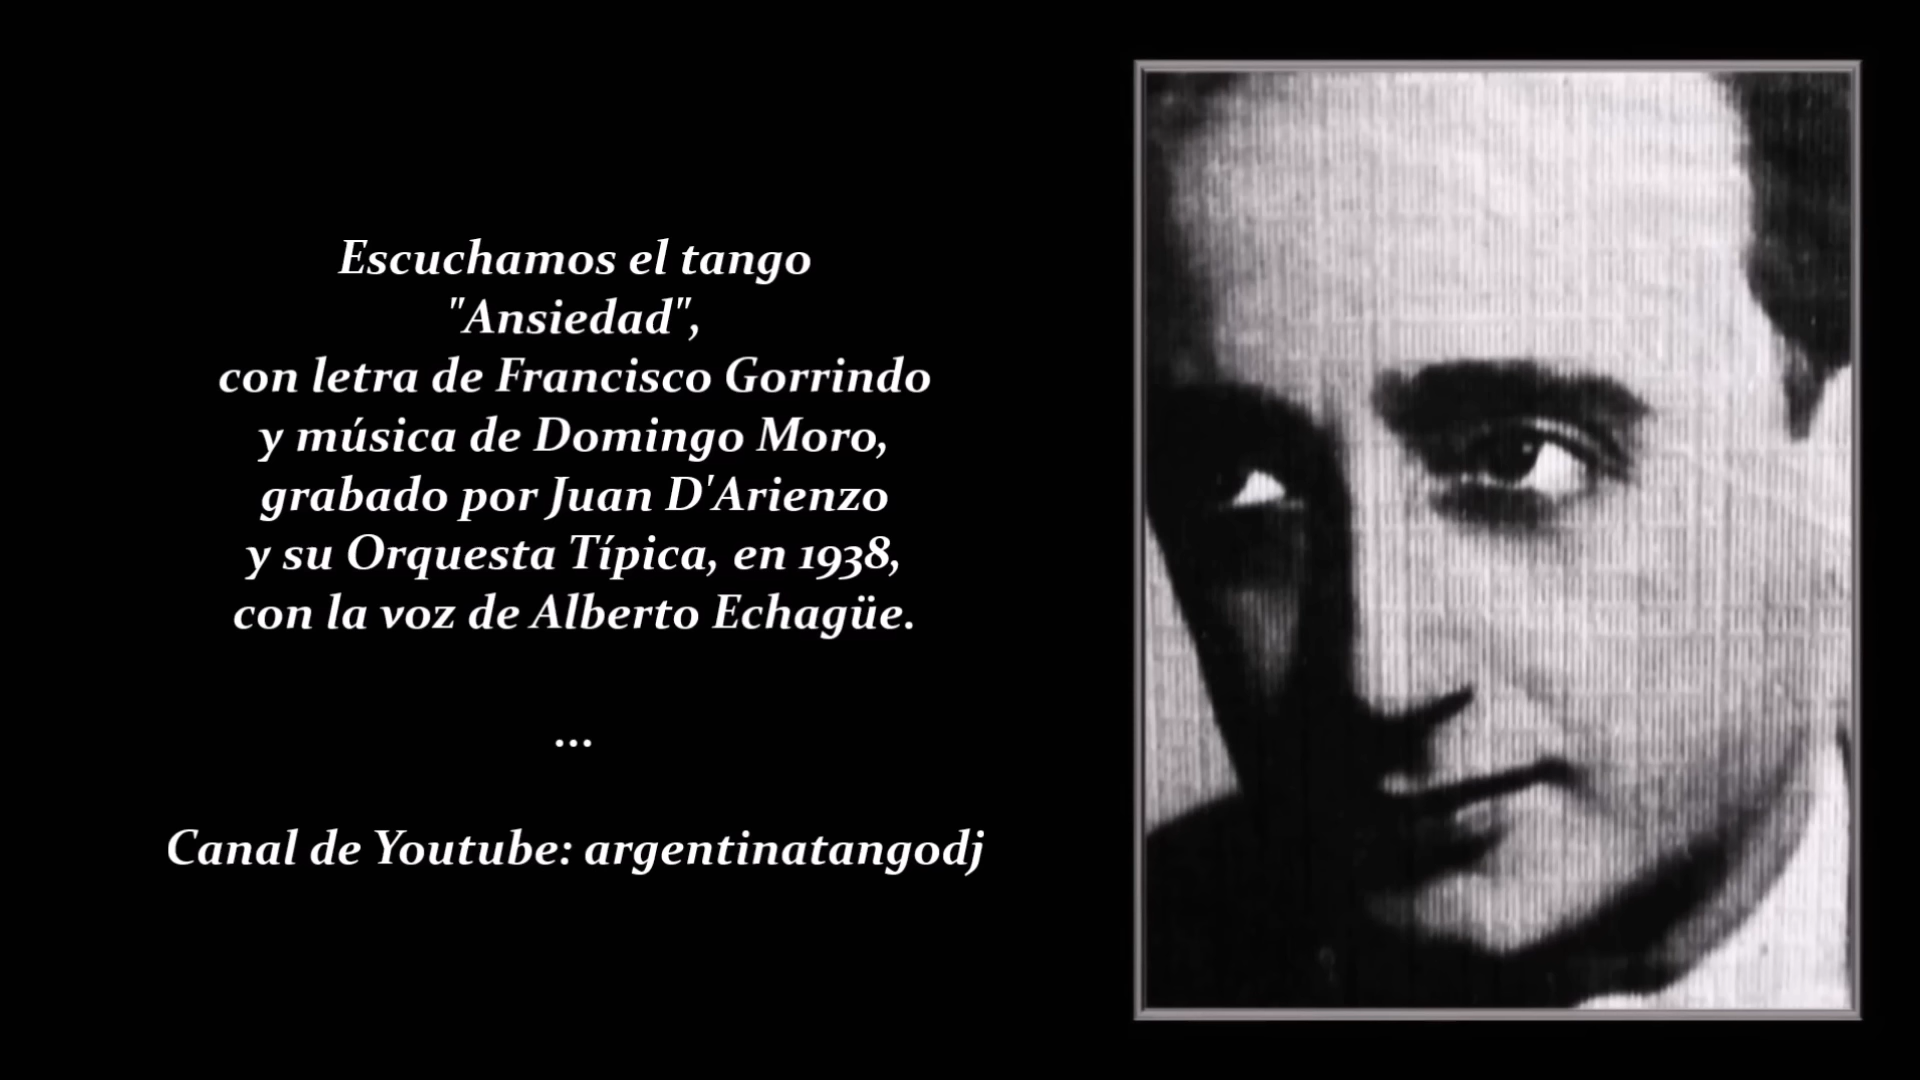 Escuchamos el tango
"Ansiedad",
con letra de Francisco Gorrindo
y música de Domingo Moro,
grabado por Juan D'Arienzo
y su Orquesta Típica, en 1938,
con la voz de Alberto Echagüe.
...
Canal de Youtube: argentinatangodj